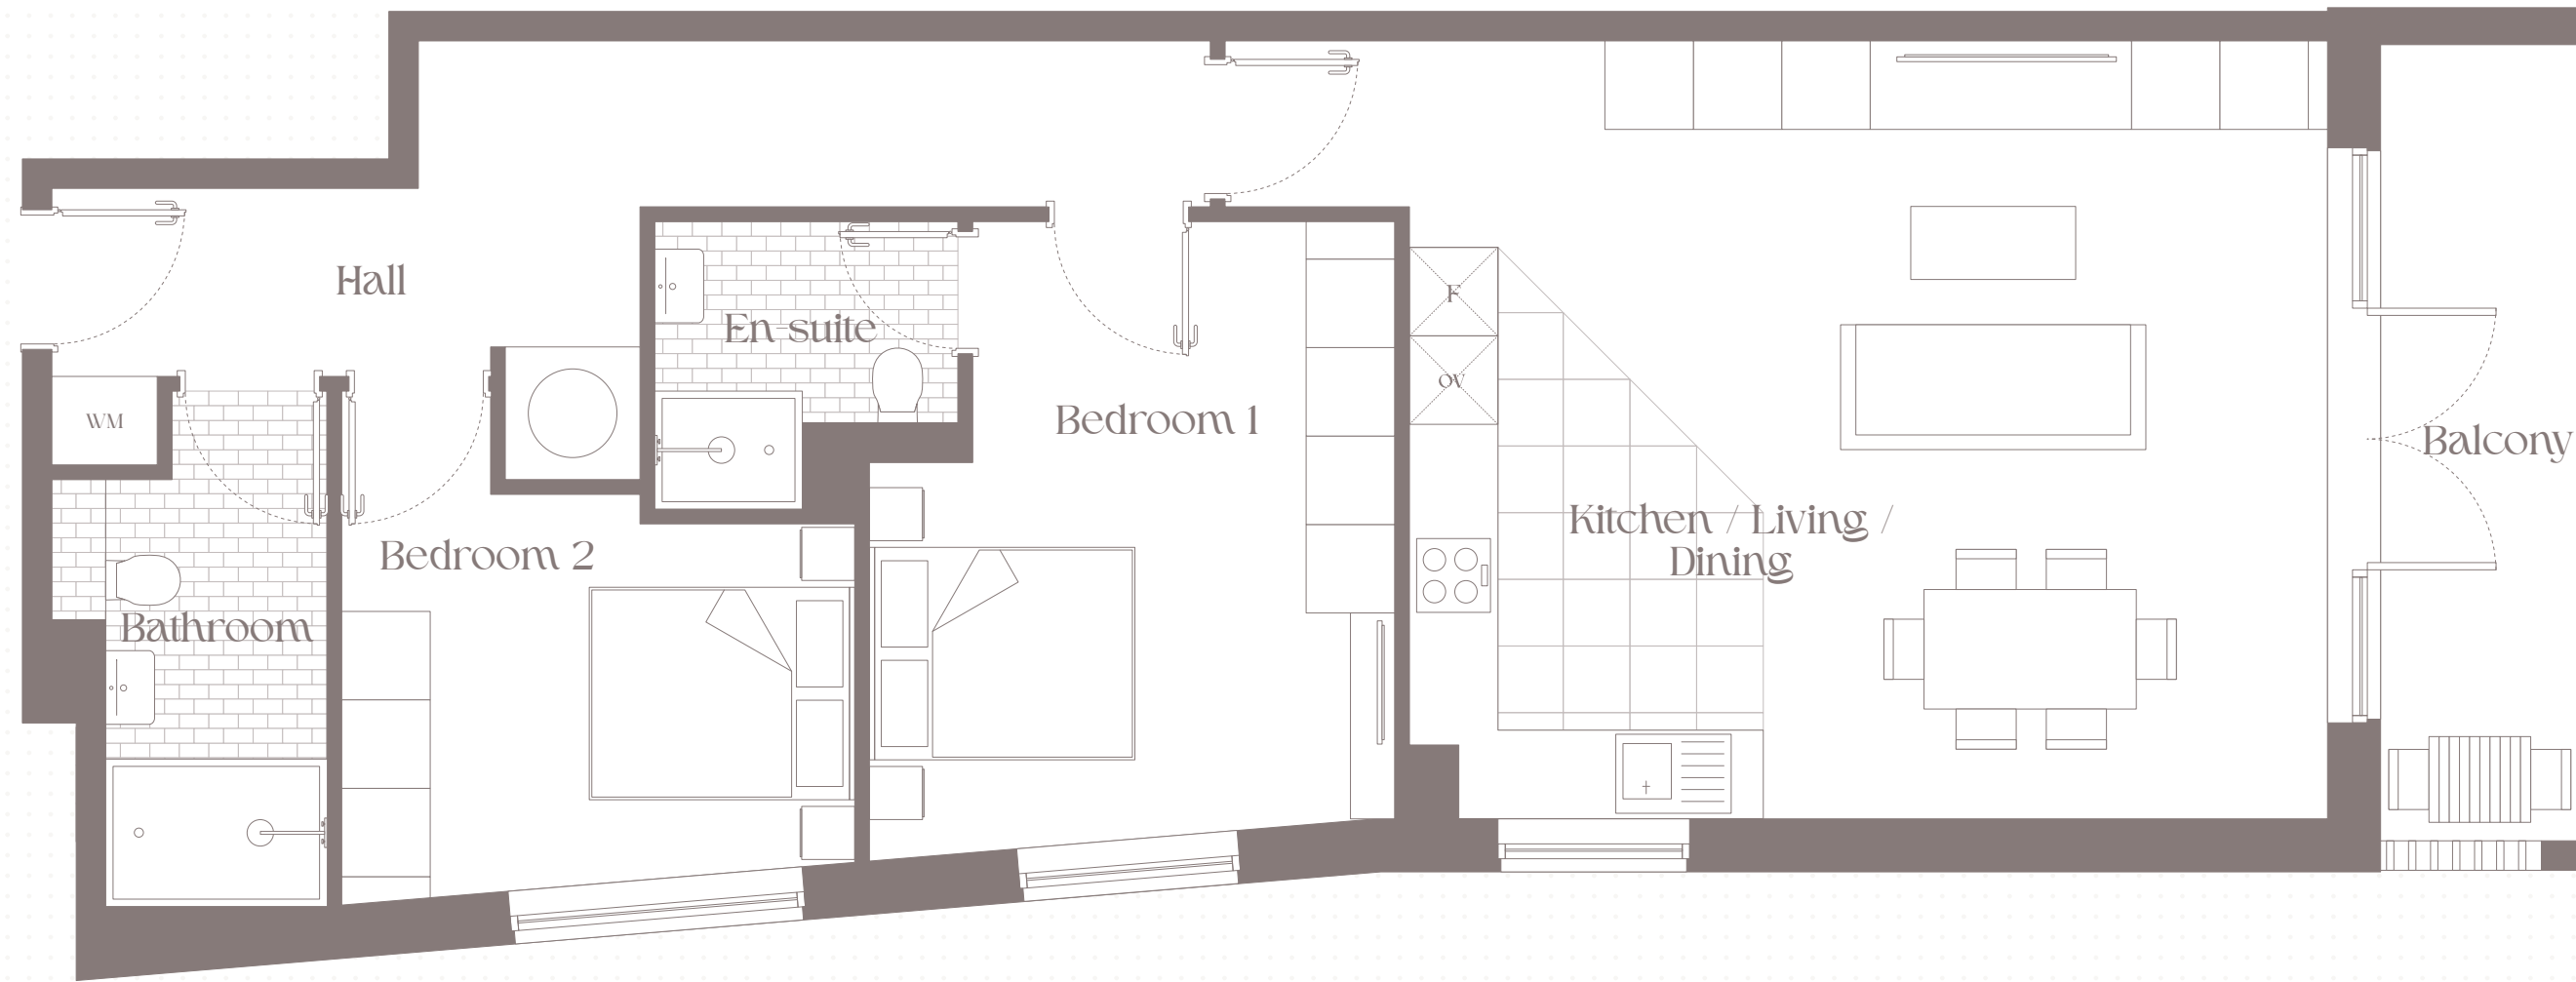 Hall
En-suite
F
OV
WM
Bedroom 1
Balcony
Bedroom 2
Kitchen / Living /
Dining
Bathroom